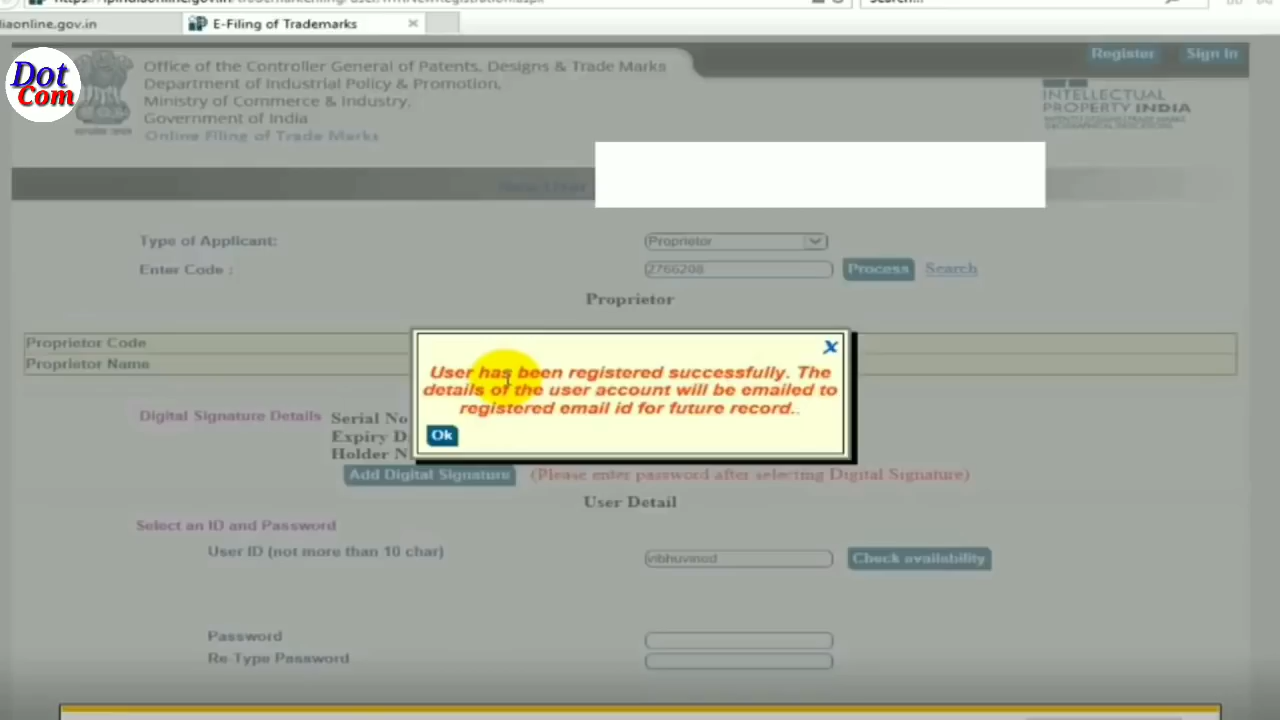 diaonline.gov.in
E-Filing of Trademarks
Search...
Dot
Com
Register
Sign In
Office of the Controller General of Patents, Designs & Trade Marks
Department of Industrial Policy & Promotion,
Ministry of Commerce & Industry,
Government of India
Online Filing of Trade Marks
INTELLECTUAL
PROPERTY INDIA
New User
Type of Applicant:
Proprietor
Enter Code :
2766208
Process
Search
Proprietor
Proprietor Code
Proprietor Name
User has been registered successfully. The
details of the user account will be emailed to
registered email id for future record..
Ok
Digital Signature Details
Serial No
Expiry D
Holder N
Add Digital Signature
(Please enter password after selecting Digital Signature)
User Detail
Select an ID and Password
User ID (not more than 10 char)
vibhuvinod
Check availability
Password
Re-Type Password